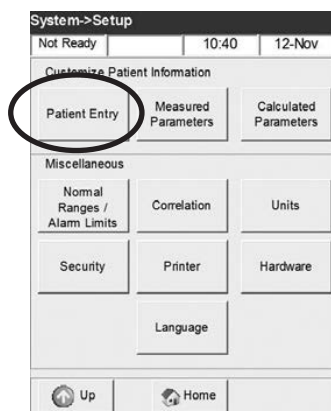 System->Setup
Not Ready 10:40 12-Nov
Customize Patient Information
Patient Entry Measured Parameters Calculated Parameters
Miscellaneous
Normal Ranges / Alarm Limits Correlation Units
Security Printer Hardware
Language
Up Home